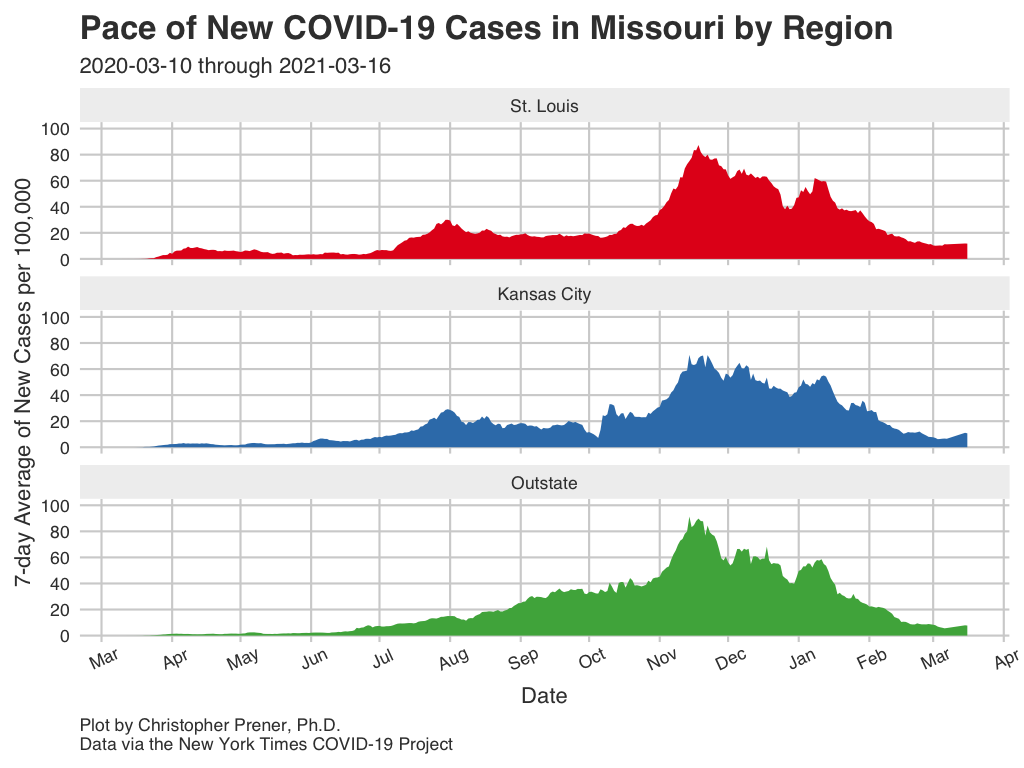 Pace of New COVID-19 Cases in Missouri by Region
2020-03-10 through 2021-03-16
St. Louis
100
80
60
40
20
0
Kansas City
100
80
60
40
20
0
Outstate
100
80
60
40
20
0
7-day Average of New Cases per 100,000
Mar Apr May Jun Jul Aug Sep Oct Nov Dec Jan Feb Mar Apr
Date
Plot by Christopher Prener, Ph.D.
Data via the New York Times COVID-19 Project